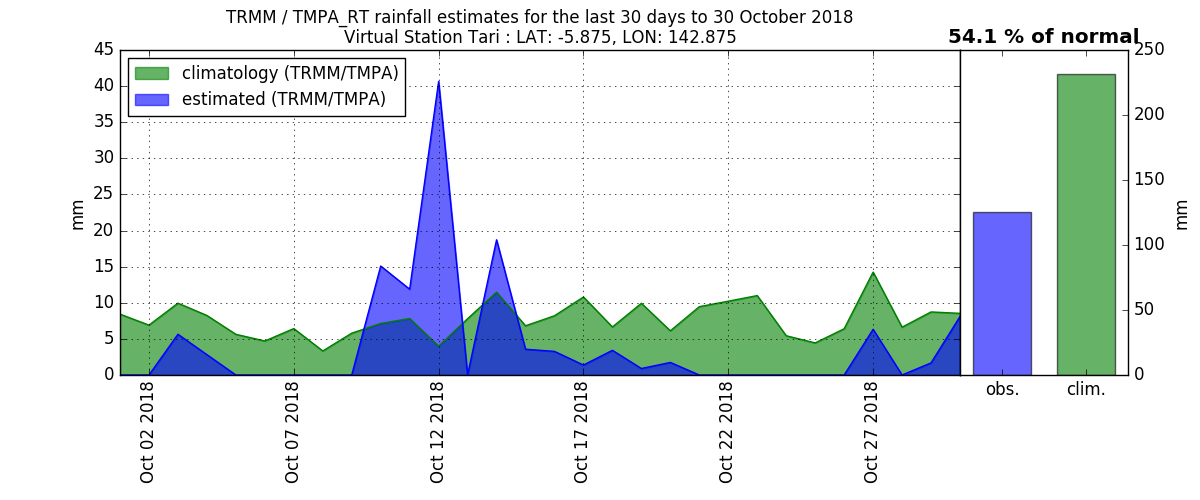 TRMM / TMPA_RT rainfall estimates for the last 30 days to 30 October 2018
Virtual Station Tari : LAT: -5.875, LON: 142.875
54.1 % of normal
climatology (TRMM/TMPA)
estimated (TRMM/TMPA)
mm
45
40
35
30
25
20
15
10
5
0
Oct 02 2018
Oct 07 2018
Oct 12 2018
Oct 17 2018
Oct 22 2018
Oct 27 2018
obs.
clim.
250
200
150
100
50
0
mm